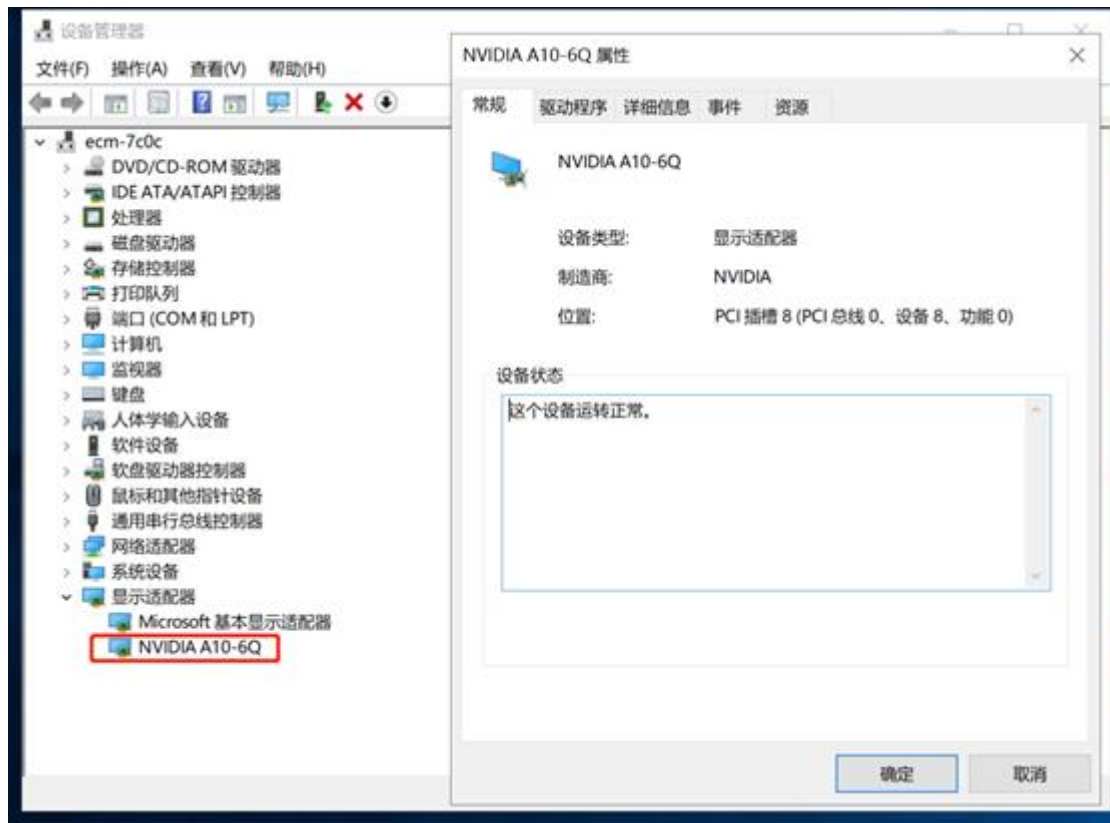 设备管理器
文件(F) 操作(A) 查看(V) 帮助(H)
ecm-7c0c
DVD/CD-ROM 驱动器
IDE ATA/ATAPI 控制器
处理器
磁盘驱动器
存储控制器
打印队列
端口 (COM 和 LPT)
计算机
监视器
键盘
人体学输入设备
软件设备
软盘驱动器控制器
鼠标和其他指针设备
通用串行总线控制器
网络适配器
系统设备
显示适配器
Microsoft 基本显示适配器
NVIDIA A10-6Q
NVIDIA A10-6Q 属性
常规 驱动程序 详细信息 事件 资源
NVIDIA A10-6Q
设备类型: 显示适配器
制造商: NVIDIA
位置: PCI 插槽 8 (PCI 总线 0、设备 8、功能 0)
设备状态
这个设备运转正常。
确定 取消